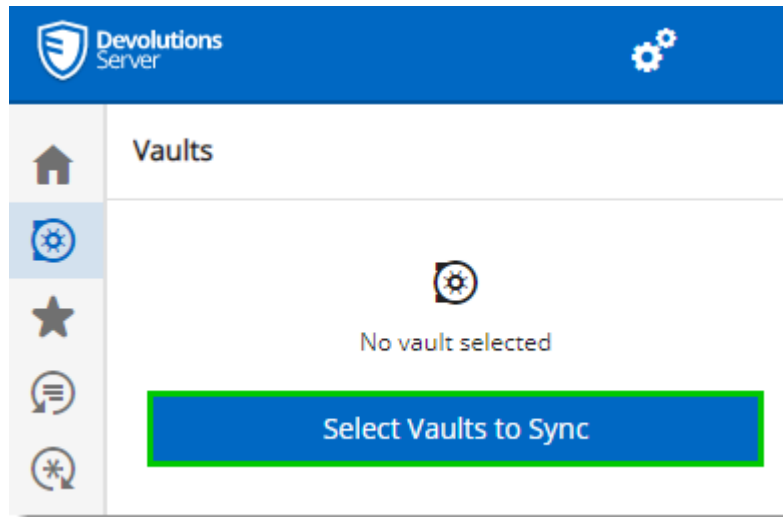 Devolutions
Server
Vaults
No vault selected
Select Vaults to Sync